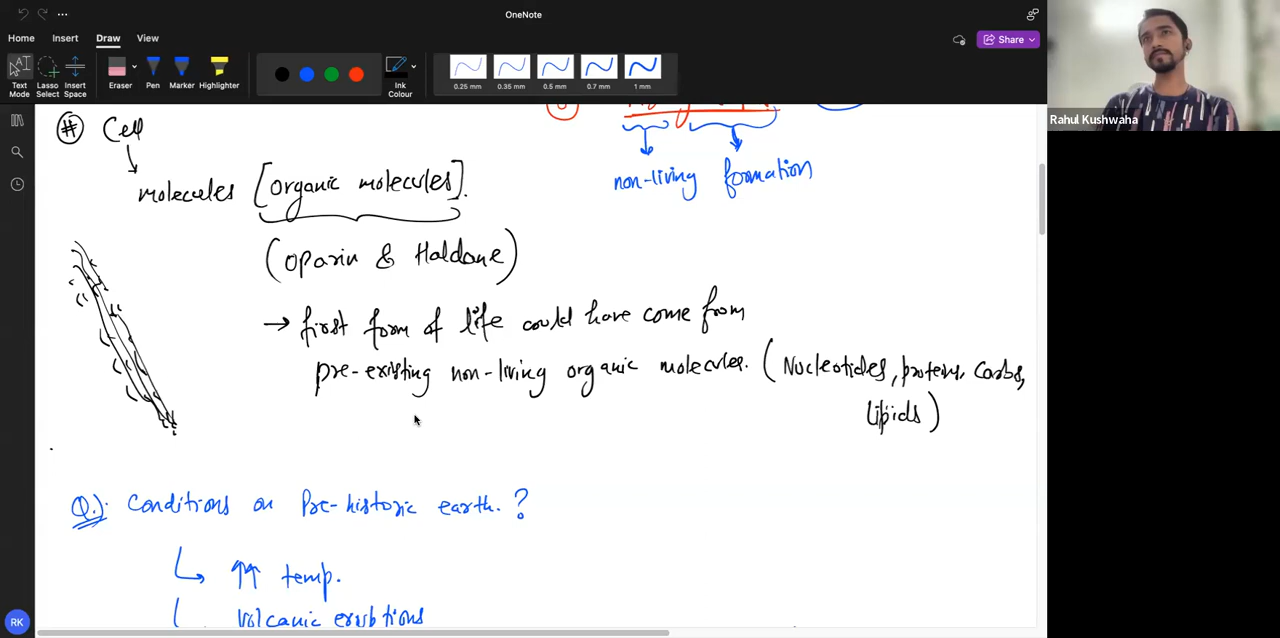 OneNote
Home Insert Draw View
Share
Text Mode
Lasso Select
Insert Space
Eraser
Pen
Marker
Highlighter
Ink Colour
0.25 mm 0.35 mm 0.5 mm 0.7 mm 1 mm
Rahul Kushwaha
# Cell
non-living formation
molecules [organic molecules].
(Oparin & Haldane)
→ first form of life could have come from
pre-existing non-living organic molecules. (Nucleotides, proteins, Carbs,
lipids)
Q.). Conditions on Pre-historic earth. ?
↑↑ temp.
Volcanic erubtions
RK